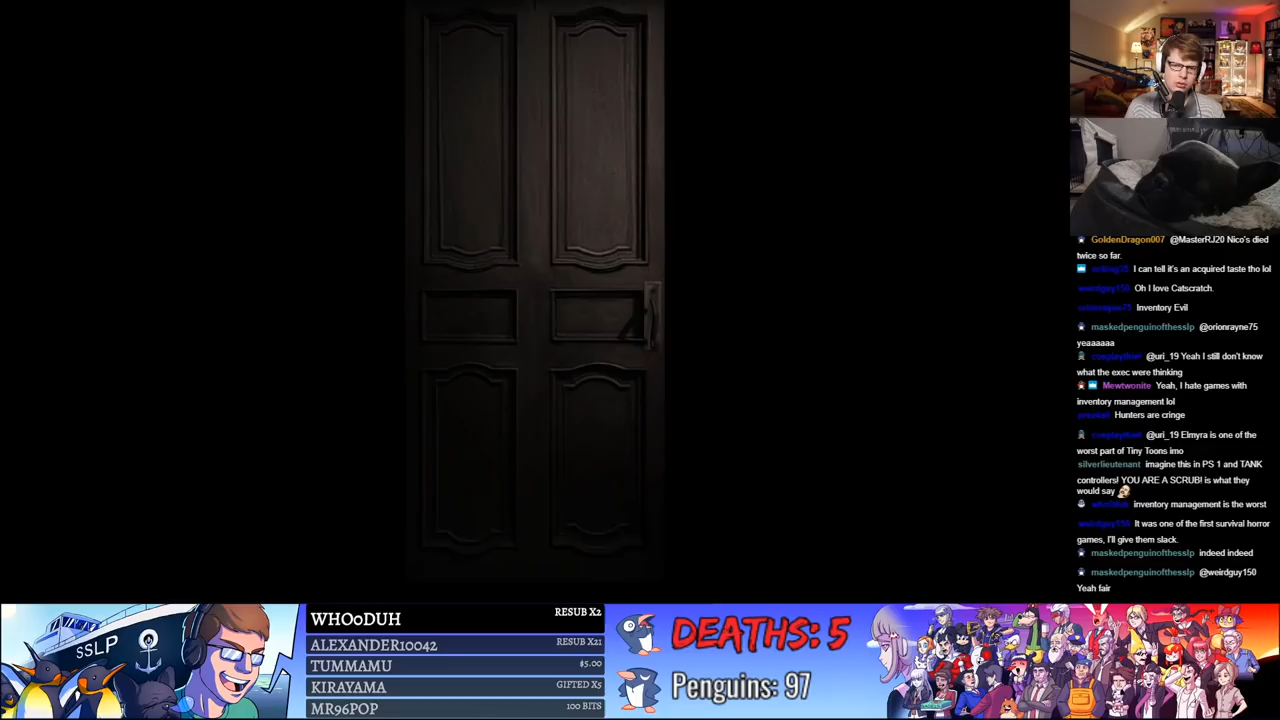 GoldenDragon007 @MasterRJ20 Nico's died
twice so far.
I can tell it's an acquired taste tho lol
weirdguy150 Oh I love Catscratch.
orionrayne75 Inventory Evil
maskedpenguinofthesslp @orionrayne75
yeaaaaaa
@uri_19 Yeah I still don't know
what the exec were thinking
Mewtwonite Yeah, I hate games with
inventory management lol
Hunters are cringe
@uri_19 Elmyra is one of the
worst part of Tiny Toons imo
silverlieutenant imagine this in PS 1 and TANK
controllers! YOU ARE A SCRUB! is what they
would say
inventory management is the worst
weirdguy150 It was one of the first survival horror
games, I'll give them slack.
maskedpenguinofthesslp indeed indeed
maskedpenguinofthesslp @weirdguy150
Yeah fair
SSLP
WHO0DUH RESUB X2
ALEXANDER10042 RESUB X21
TUMMAMU $5.00
KIRAYAMA GIFTED X5
MR96POP 100 BITS
DEATHS: 5
Penguins: 97